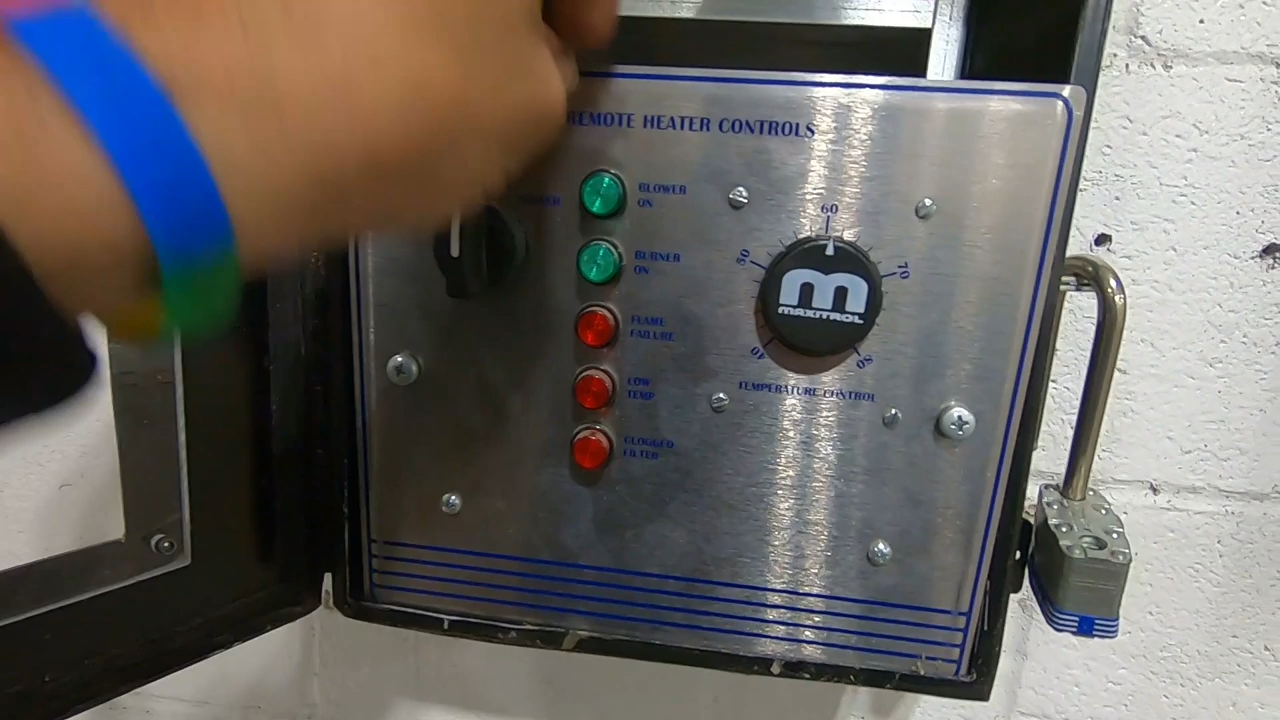 REMOTE HEATER CONTROLS
BLOWER
ON
BURNER
ON
FLAME
FAILURE
LOW
TEMP
CLOGGED
FILTER
60
50
70
40
80
m
MAXITROL
TEMPERATURE CONTROL